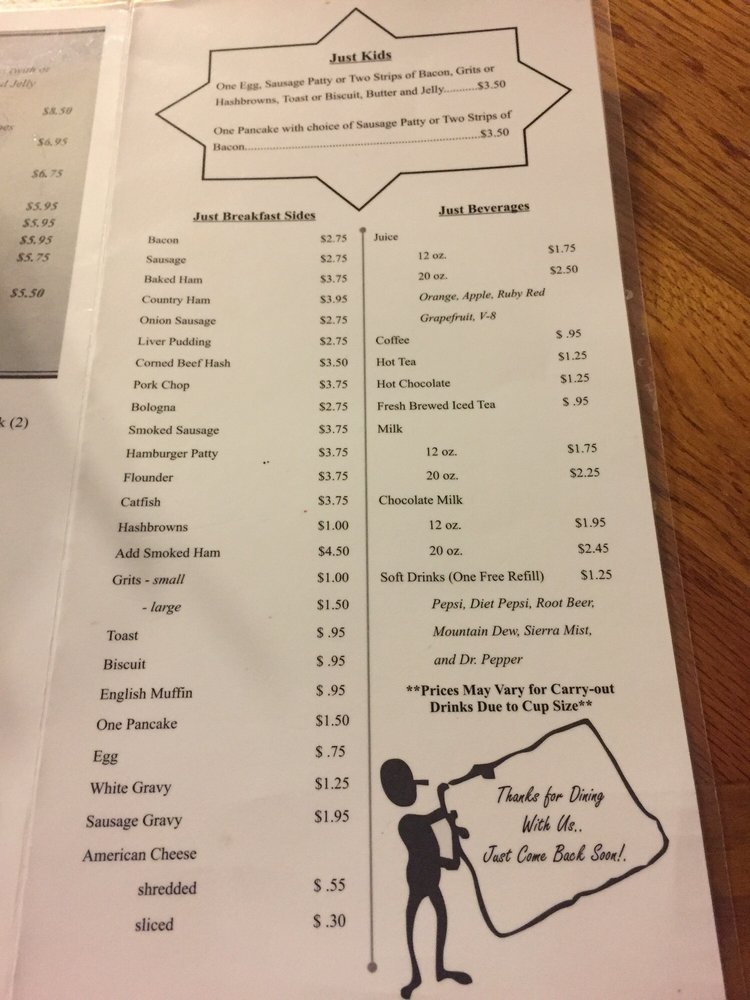 with or
d Jelly
$8.50
$6.95
$6.75
$5.95
$5.95
$5.95
$5.75
$5.50
k (2)
Just Kids
One Egg, Sausage Patty or Two Strips of Bacon, Grits or
Hashbrowns, Toast or Biscuit, Butter and Jelly..........$3.50
One Pancake with choice of Sausage Patty or Two Strips of
Bacon......................................................................$3.50
Just Breakfast Sides
Bacon $2.75
Sausage $2.75
Baked Ham $3.75
Country Ham $3.95
Onion Sausage $2.75
Liver Pudding $2.75
Corned Beef Hash $3.50
Pork Chop $3.75
Bologna $2.75
Smoked Sausage $3.75
Hamburger Patty $3.75
Flounder $3.75
Catfish $3.75
Hashbrowns $1.00
Add Smoked Ham $4.50
Grits - small $1.00
- large $1.50
Toast $ .95
Biscuit $ .95
English Muffin $ .95
One Pancake $1.50
Egg $ .75
White Gravy $1.25
Sausage Gravy $1.95
American Cheese
shredded $ .55
sliced $ .30
Just Beverages
Juice
12 oz. $1.75
20 oz. $2.50
Orange, Apple, Ruby Red
Grapefruit, V-8
Coffee $ .95
Hot Tea $1.25
Hot Chocolate $1.25
Fresh Brewed Iced Tea $ .95
Milk
12 oz. $1.75
20 oz. $2.25
Chocolate Milk
12 oz. $1.95
20 oz. $2.45
Soft Drinks (One Free Refill) $1.25
Pepsi, Diet Pepsi, Root Beer,
Mountain Dew, Sierra Mist,
and Dr. Pepper
**Prices May Vary for Carry-out
Drinks Due to Cup Size**
Thanks for Dining
With Us..
Just Come Back Soon!.